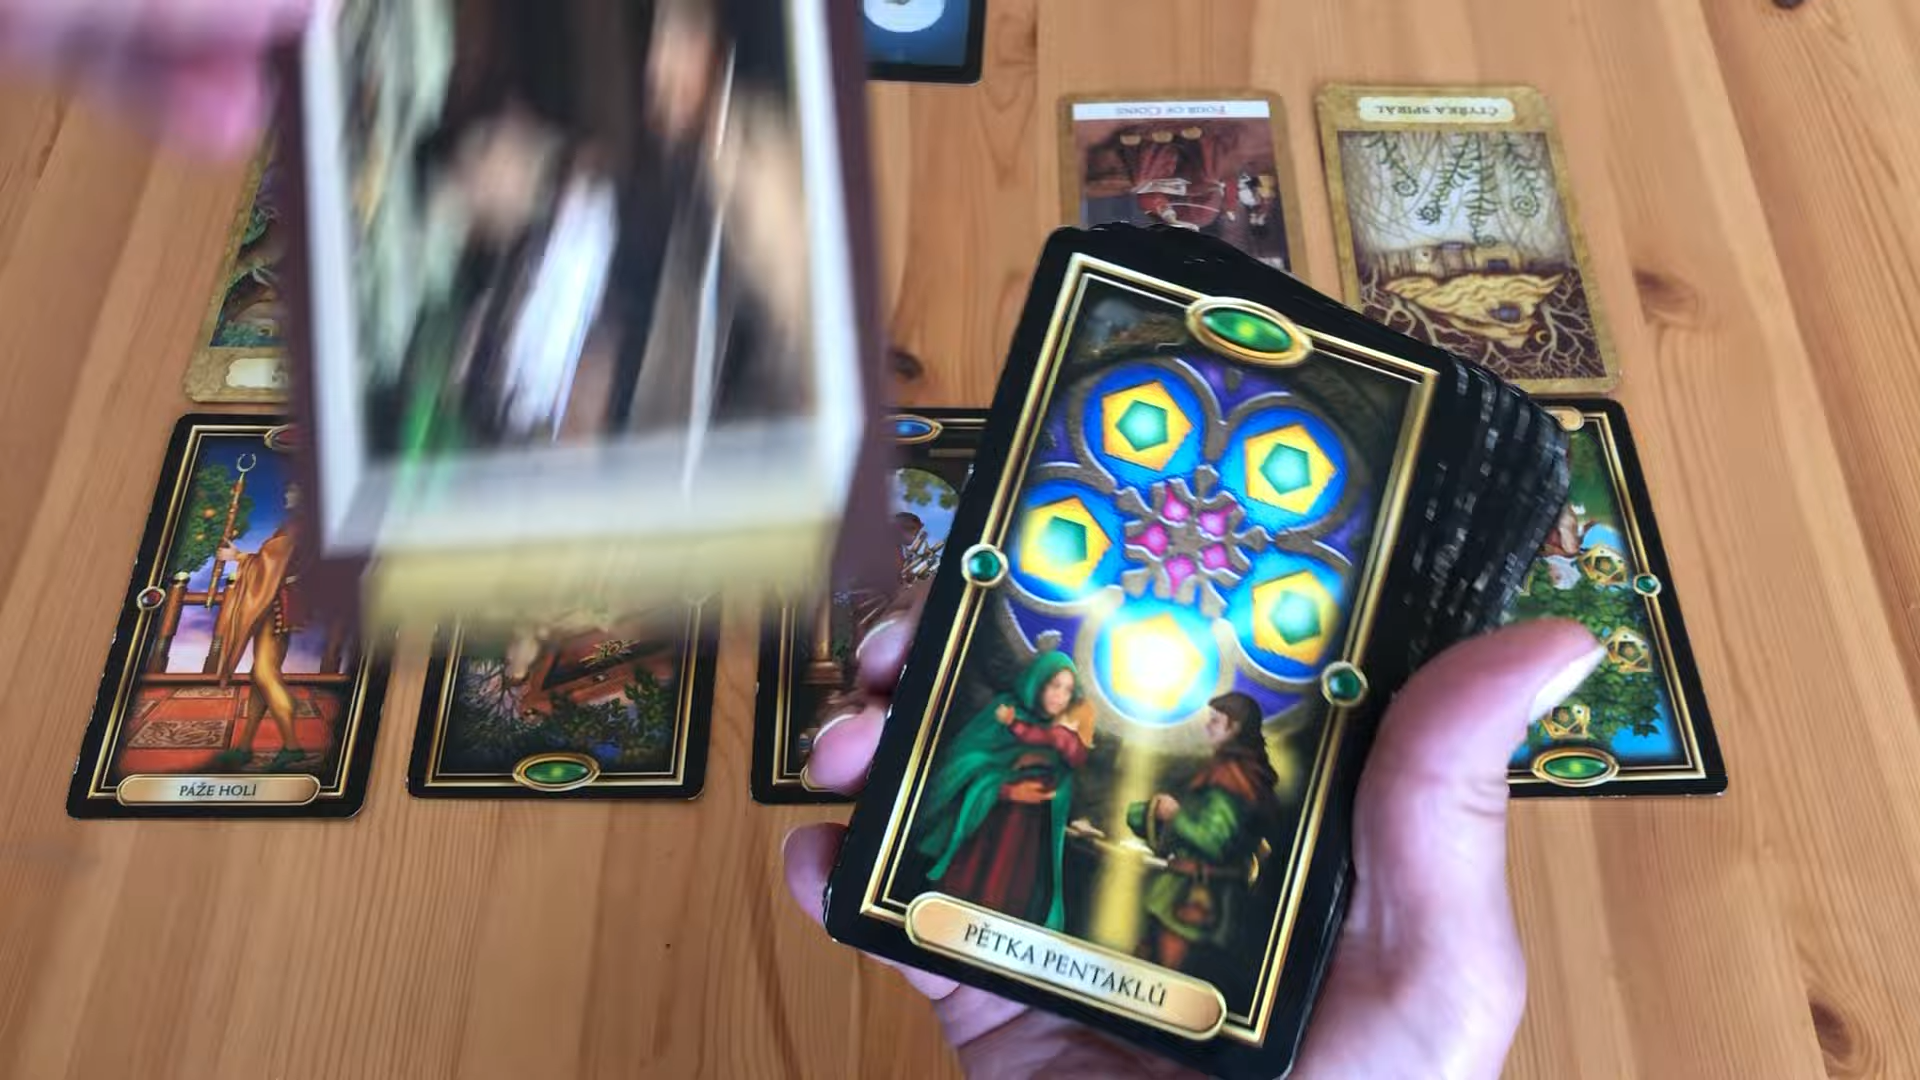 FOUR OF COINS
ČTYŘKA SPIRÁL
PÁŽE HOLÍ
PĚTKA PENTAKLŮ